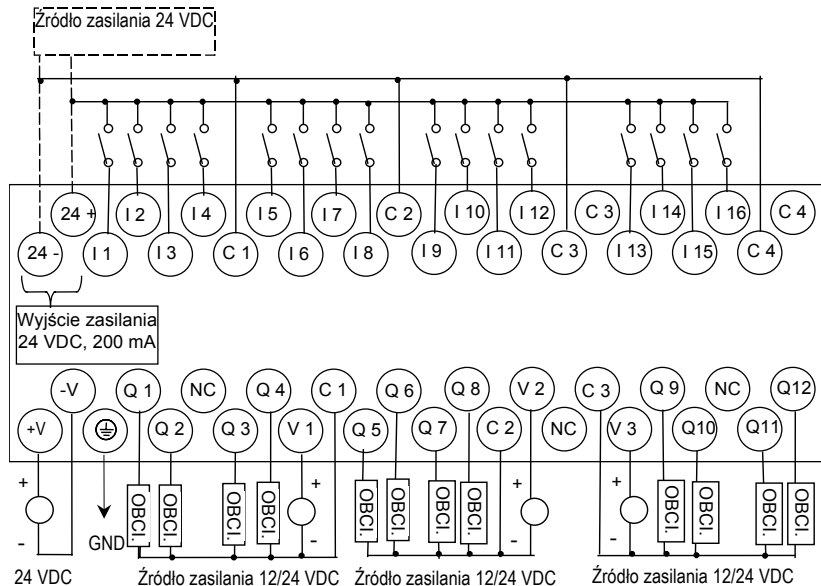 Źródło zasilania 24 VDC
24 + I 2 I 4 I 5 I 7 C 2 I 10 I 12 C 3 I 14 I 16 C 4
24 - I 1 I 3 C 1 I 6 I 8 I 9 I 11 C 3 I 13 I 15 C 4
Wyjście zasilania
24 VDC, 200 mA
-V Q 1 NC Q 4 C 1 Q 6 Q 8 V 2 C 3 Q 9 NC Q12
+V Q 2 Q 3 V 1 Q 5 Q 7 C 2 NC V 3 Q10 Q11
+ + + +
OBCI. OBCI. OBCI. OBCI. OBCI. OBCI. OBCI. OBCI. OBCI. OBCI. OBCI. OBCI.
- GND - - -
24 VDC Źródło zasilania 12/24 VDC Źródło zasilania 12/24 VDC Źródło zasilania 12/24 VDC